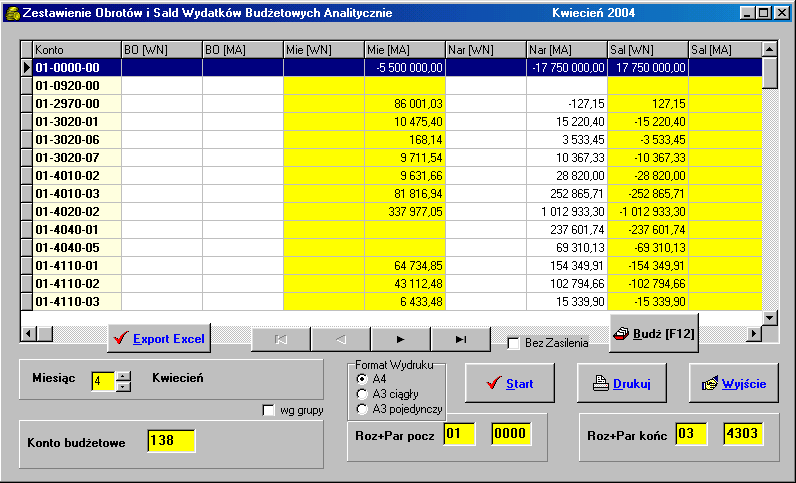 Zestawienie Obrotów i Sald Wydatków Budżetowych Analitycznie Kwiecień 2004
Konto BO [WN] BO [MA] Mie [WN] Mie [MA] Nar [WN] Nar [MA] Sal [WN] Sal [MA]
01-0000-00 -5 500 000,00 -17 750 000,00 17 750 000,00
01-0920-00
01-2970-00 86 001,03 -127,15 127,15
01-3020-01 10 475,40 15 220,40 -15 220,40
01-3020-06 168,14 3 533,45 -3 533,45
01-3020-07 9 711,54 10 367,33 -10 367,33
01-4010-02 9 631,66 28 820,00 -28 820,00
01-4010-03 81 816,94 252 865,71 -252 865,71
01-4020-02 337 977,05 1 012 933,30 -1 012 933,30
01-4040-01 237 601,74 -237 601,74
01-4040-05 69 310,13 -69 310,13
01-4110-01 64 734,85 154 349,91 -154 349,91
01-4110-02 43 112,48 102 794,66 -102 794,66
01-4110-03 6 433,48 15 339,90 -15 339,90
Export Excel Bez Zasilenia Budż [F12]
Miesiąc 4 Kwiecień
wg grupy
Format Wydruku
A4
A3 ciągły
A3 pojedynczy
Start Drukuj Wyjście
Konto budżetowe 138
Roz+Par pocz 01 0000
Roz+Par końc 03 4303